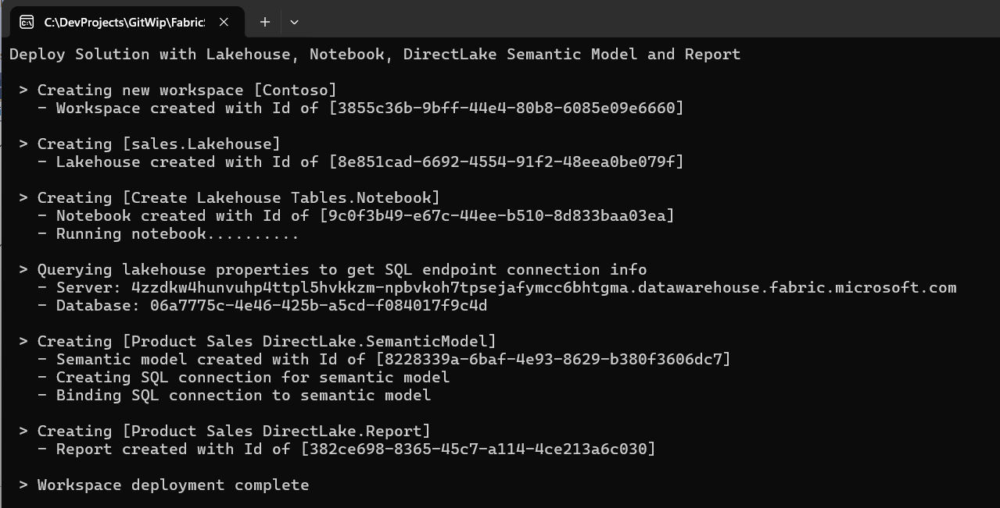 C:\DevProjects\GitWip\Fabric
Deploy Solution with Lakehouse, Notebook, DirectLake Semantic Model and Report
> Creating new workspace [Contoso]
- Workspace created with Id of [3855c36b-9bff-44e4-80b8-6085e09e6660]
> Creating [sales.Lakehouse]
- Lakehouse created with Id of [8e851cad-6692-4554-91f2-48eea0be079f]
> Creating [Create Lakehouse Tables.Notebook]
- Notebook created with Id of [9c0f3b49-e67c-44ee-b510-8d833baa03ea]
- Running notebook..........
> Querying lakehouse properties to get SQL endpoint connection info
- Server: 4zzdkw4hunvuhp4ttpl5hvkkzm-npbvkoh7tpsejafymcc6bhtgma.datawarehouse.fabric.microsoft.com
- Database: 06a7775c-4e46-425b-a5cd-f084017f9c4d
> Creating [Product Sales DirectLake.SemanticModel]
- Semantic model created with Id of [8228339a-6baf-4e93-8629-b380f3606dc7]
- Creating SQL connection for semantic model
- Binding SQL connection to semantic model
> Creating [Product Sales DirectLake.Report]
- Report created with Id of [382ce698-8365-45c7-a114-4ce213a6c030]
> Workspace deployment complete